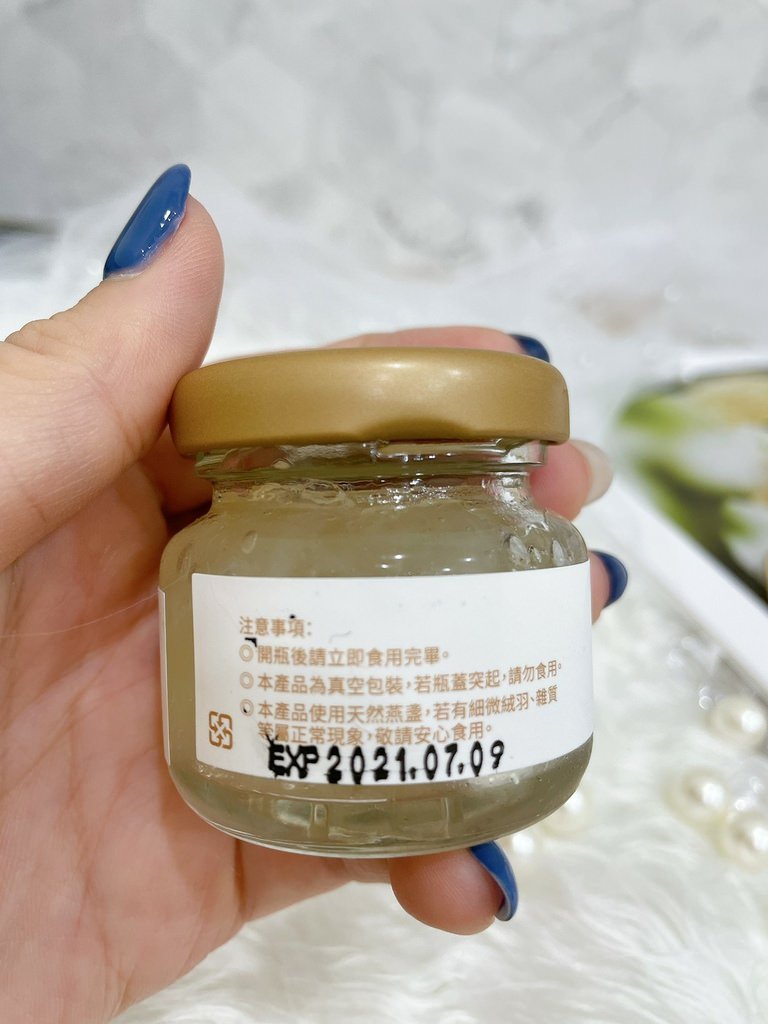 注意事項:
◎開瓶後請立即食用完畢。
◎本產品為真空包裝,若瓶蓋突起,請勿食用。
◎本產品使用天然燕盞,若有細微絨羽、雜質
等屬正常現象,敬請安心食用。
EXP 2021.07.09